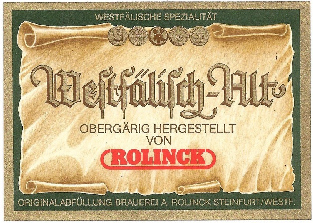 WESTFÄLISCHE SPEZIALITÄT
Westfälisch-Alt
OBERGÄRIG HERGESTELLT
VON
ROLINCK
ORIGINALABFÜLLUNG BRAUEREI A. ROLINCK STEINFURT/WESTF.